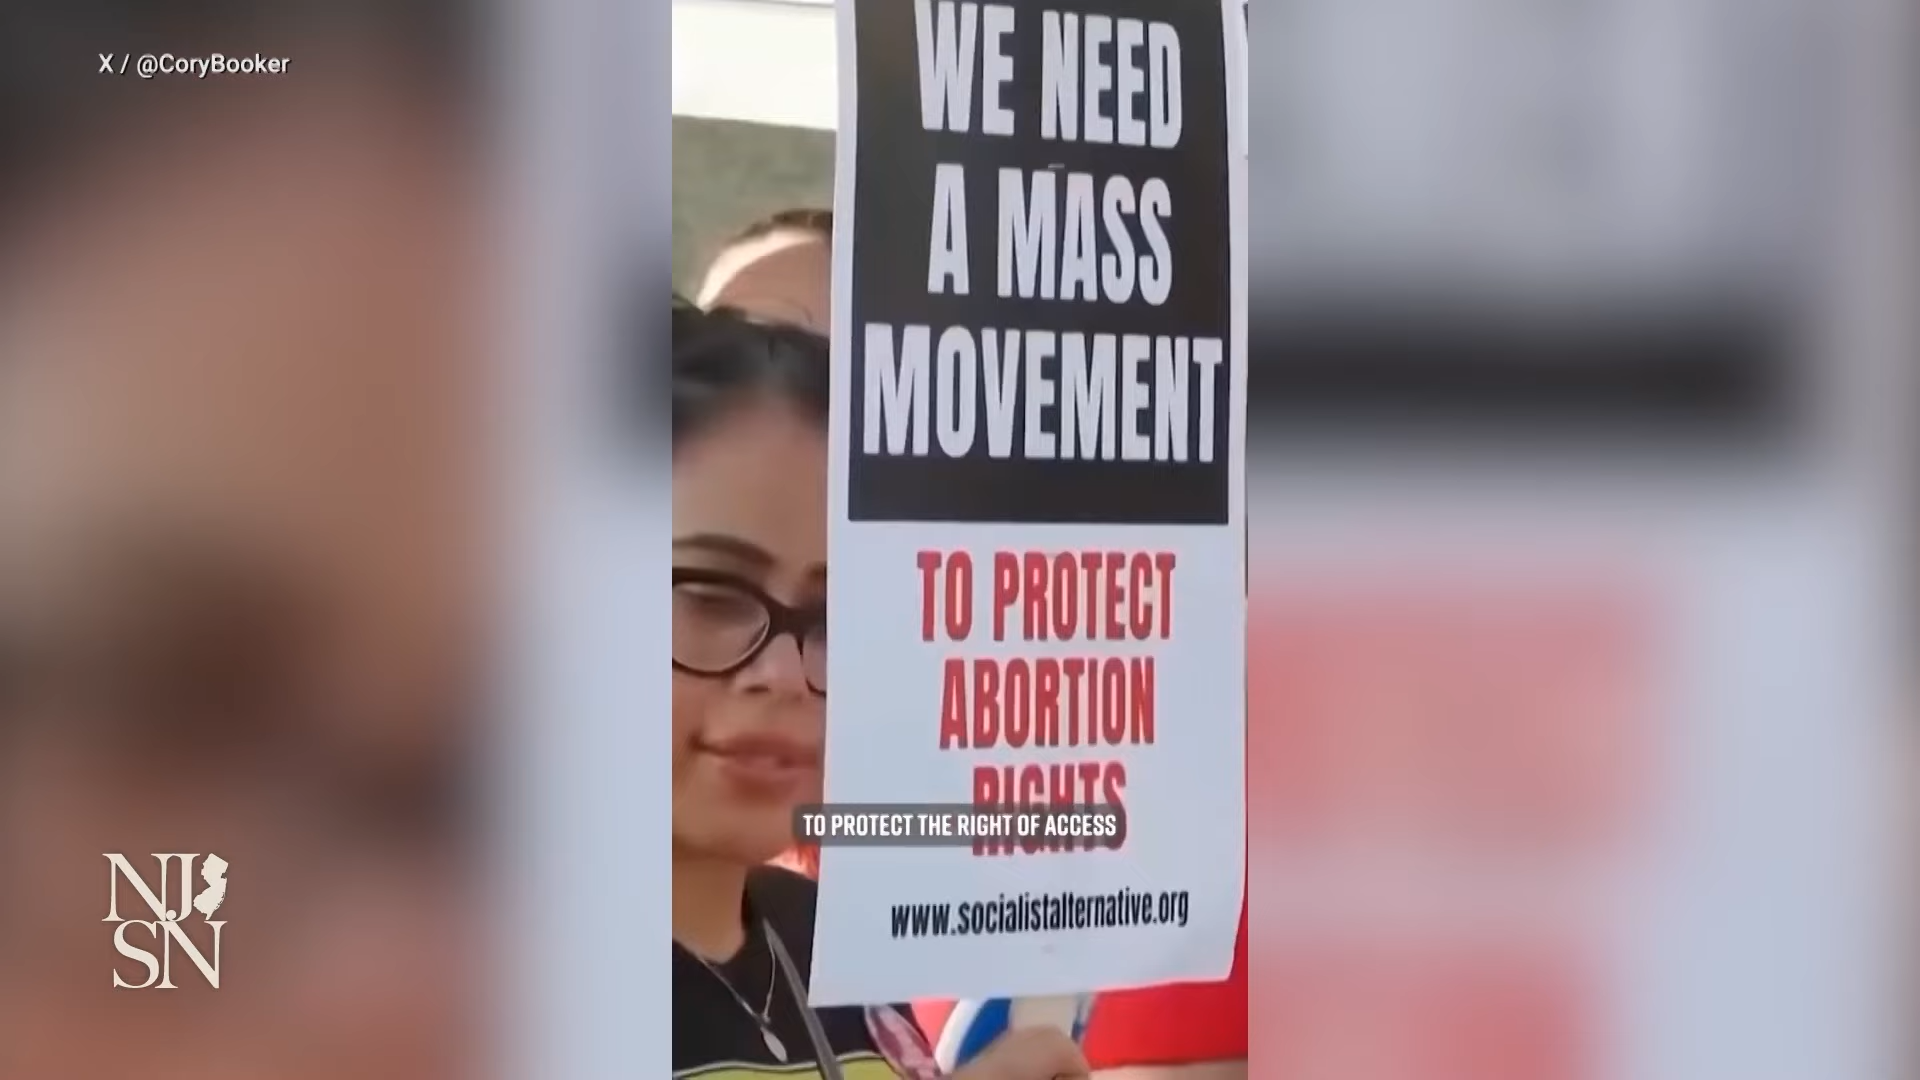 X / @CoryBooker
WE NEED
A MASS
MOVEMENT
TO PROTECT
ABORTION
RIGHTS
TO PROTECT THE RIGHT OF ACCESS
www.socialistalternative.org
NJ
SN